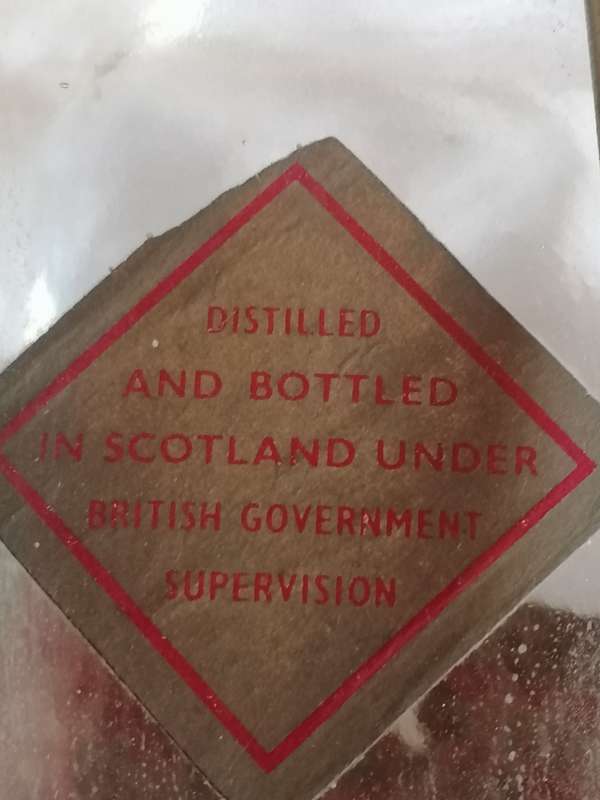 DISTILLED
AND BOTTLED
IN SCOTLAND UNDER
BRITISH GOVERNMENT
SUPERVISION